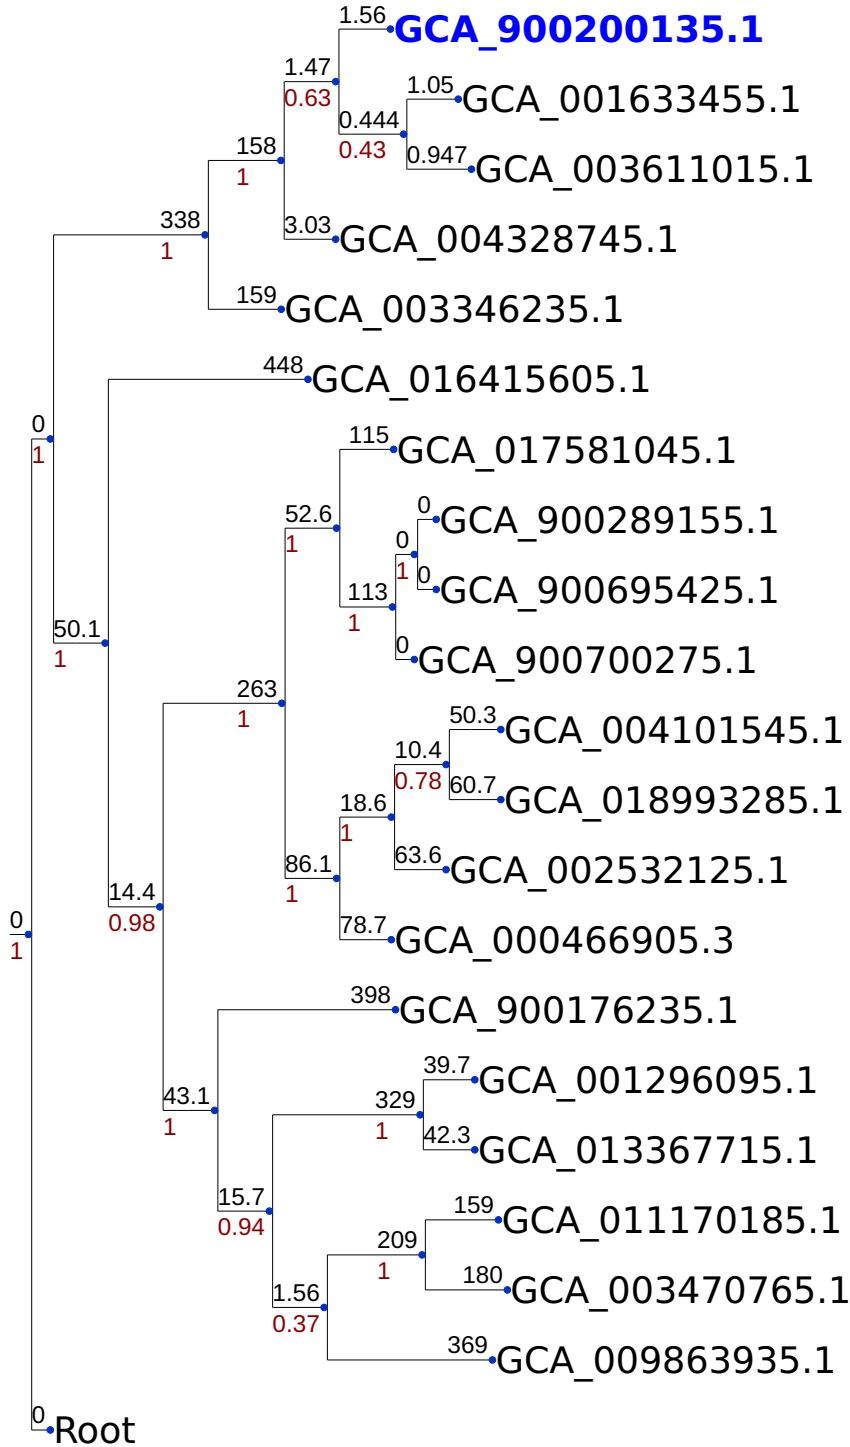 1.56
GCA_900200135.1
1.47
0.63
1.05
GCA_001633455.1
0.444
0.43
0.947
GCA_003611015.1
158
1
3.03
GCA_004328745.1
338
1
159
GCA_003346235.1
448
GCA_016415605.1
0
1
115
GCA_017581045.1
52.6
1
0
GCA_900289155.1
0
1
0
GCA_900695425.1
113
1
0
GCA_900700275.1
50.1
1
263
1
50.3
GCA_004101545.1
10.4
0.78
60.7
GCA_018993285.1
18.6
1
63.6
GCA_002532125.1
86.1
1
78.7
GCA_000466905.3
14.4
0.98
0
1
398
GCA_900176235.1
43.1
1
39.7
GCA_001296095.1
329
1
42.3
GCA_013367715.1
15.7
0.94
159
GCA_011170185.1
209
1
180
GCA_003470765.1
1.56
0.37
369
GCA_009863935.1
0
Root